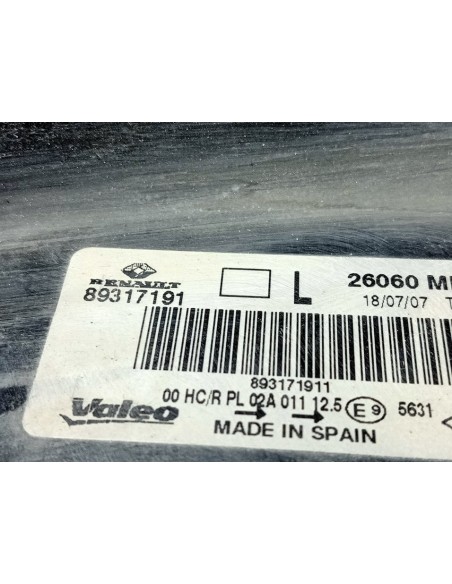 RENAULT
89317191
L
26060 M
18/07/07 T
893171911
Valeo
00 HC/R PL 02A 011 12.5 E9 5631
MADE IN SPAIN